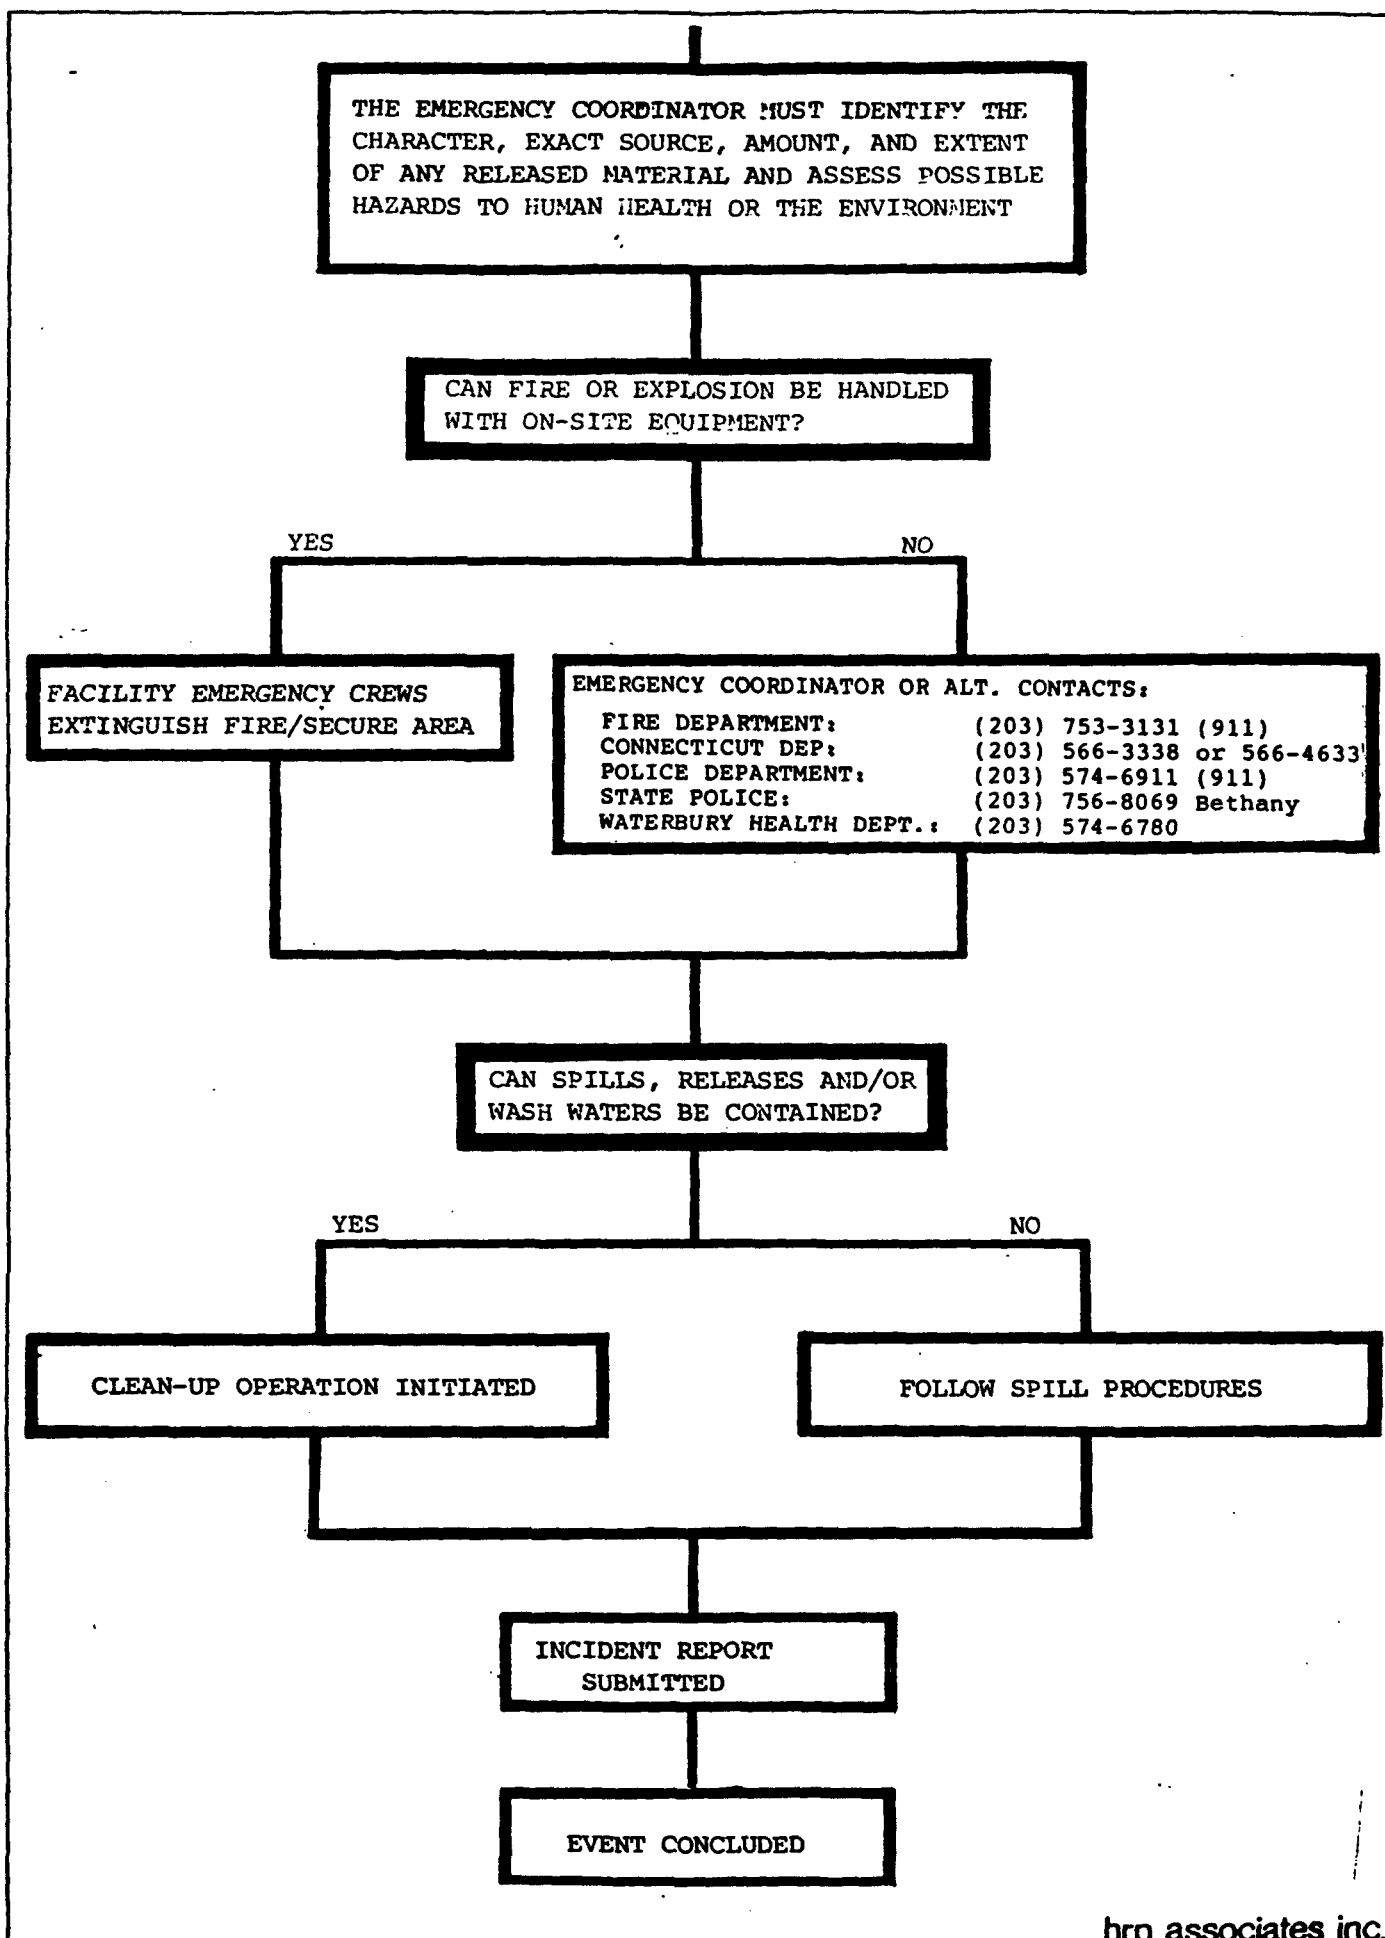 THE EMERGENCY COORDINATOR MUST IDENTIFY THE
CHARACTER, EXACT SOURCE, AMOUNT, AND EXTENT
OF ANY RELEASED MATERIAL AND ASSESS POSSIBLE
HAZARDS TO HUMAN HEALTH OR THE ENVIRONMENT
CAN FIRE OR EXPLOSION BE HANDLED
WITH ON-SITE EQUIPMENT?
YES
NO
FACILITY EMERGENCY CREWS
EXTINGUISH FIRE/SECURE AREA
EMERGENCY COORDINATOR OR ALT. CONTACTS:
FIRE DEPARTMENT: (203) 753-3131 (911)
CONNECTICUT DEP: (203) 566-3338 or 566-4633
POLICE DEPARTMENT: (203) 574-6911 (911)
STATE POLICE: (203) 756-8069 Bethany
WATERBURY HEALTH DEPT.: (203) 574-6780
CAN SPILLS, RELEASES AND/OR
WASH WATERS BE CONTAINED?
YES
NO
CLEAN-UP OPERATION INITIATED
FOLLOW SPILL PROCEDURES
INCIDENT REPORT
SUBMITTED
EVENT CONCLUDED
hrp associates inc.